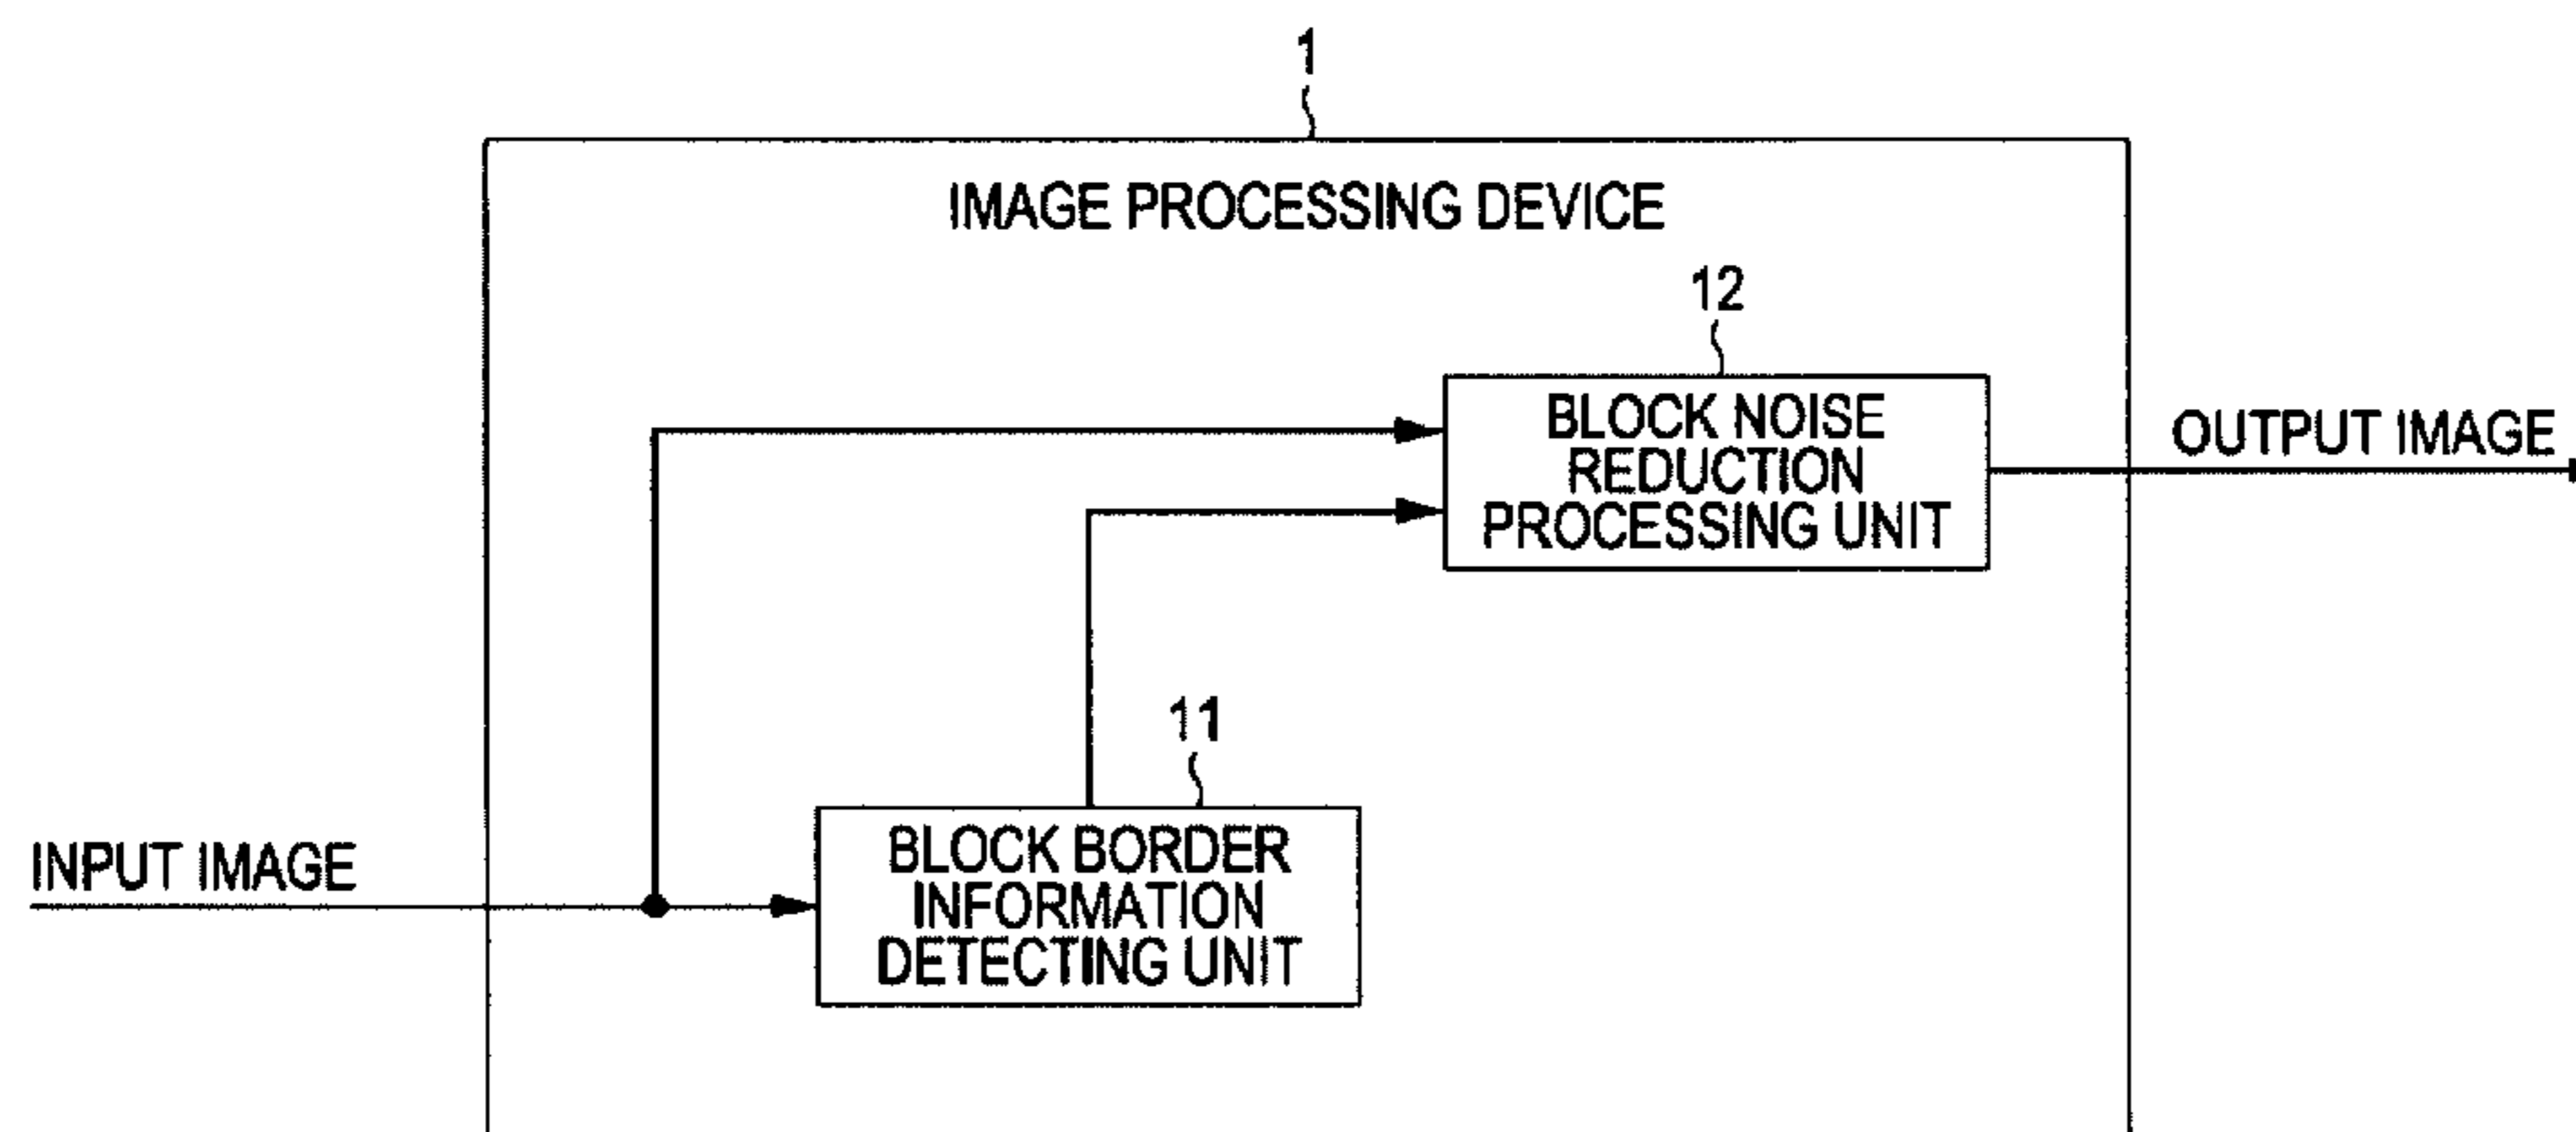 1
IMAGE PROCESSING DEVICE
12
BLOCK NOISE
REDUCTION
PROCESSING UNIT
OUTPUT IMAGE
11
INPUT IMAGE
BLOCK BORDER
INFORMATION
DETECTING UNIT